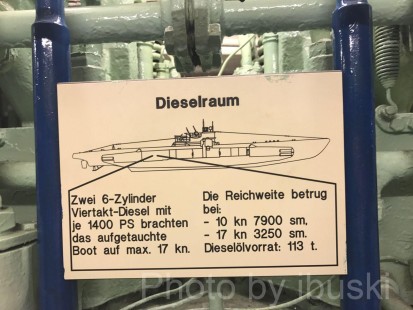 Dieselraum
Zwei 6-Zylinder
Viertakt-Diesel mit
je 1400 PS brachten
das aufgetauchte
Boot auf max. 17 kn.
Die Reichweite betrug
bei:
- 10 kn 7900 sm,
- 17 kn 3250 sm.
Dieselölvorrat: 113 t.
Photo by ibuski